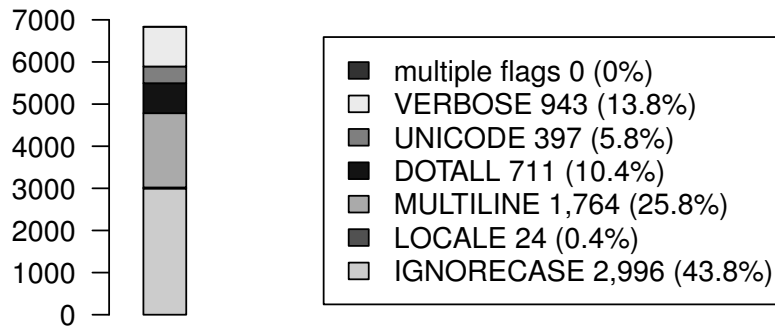 7000
6000
5000
4000
3000
2000
1000
0
multiple flags 0 (0%)
VERBOSE 943 (13.8%)
UNICODE 397 (5.8%)
DOTALL 711 (10.4%)
MULTILINE 1,764 (25.8%)
LOCALE 24 (0.4%)
IGNORECASE 2,996 (43.8%)